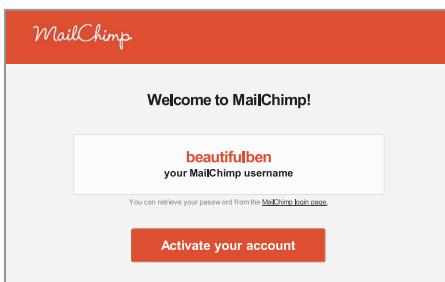 MailChimp
Welcome to MailChimp!
beautifulben
your MailChimp username
You can retrieve your password from the MailChimp login page.
Activate your account